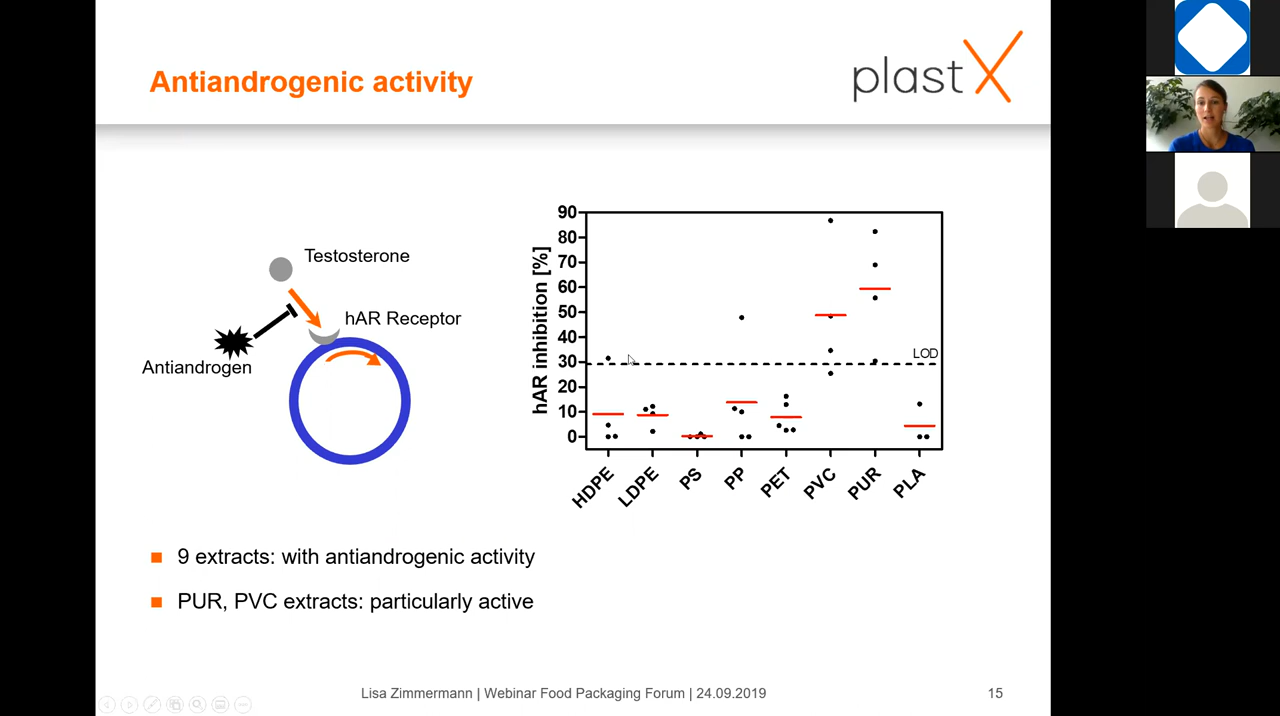 Antiandrogenic activity
plastX
Testosterone
hAR Receptor
Antiandrogen
hAR inhibition [%]
90
80
70
60
50
40
30
20
10
0
LOD
HDPE
LDPE
PS
PP
PET
PVC
PUR
PLA
9 extracts: with antiandrogenic activity
PUR, PVC extracts: particularly active
Lisa Zimmermann | Webinar Food Packaging Forum | 24.09.2019
15